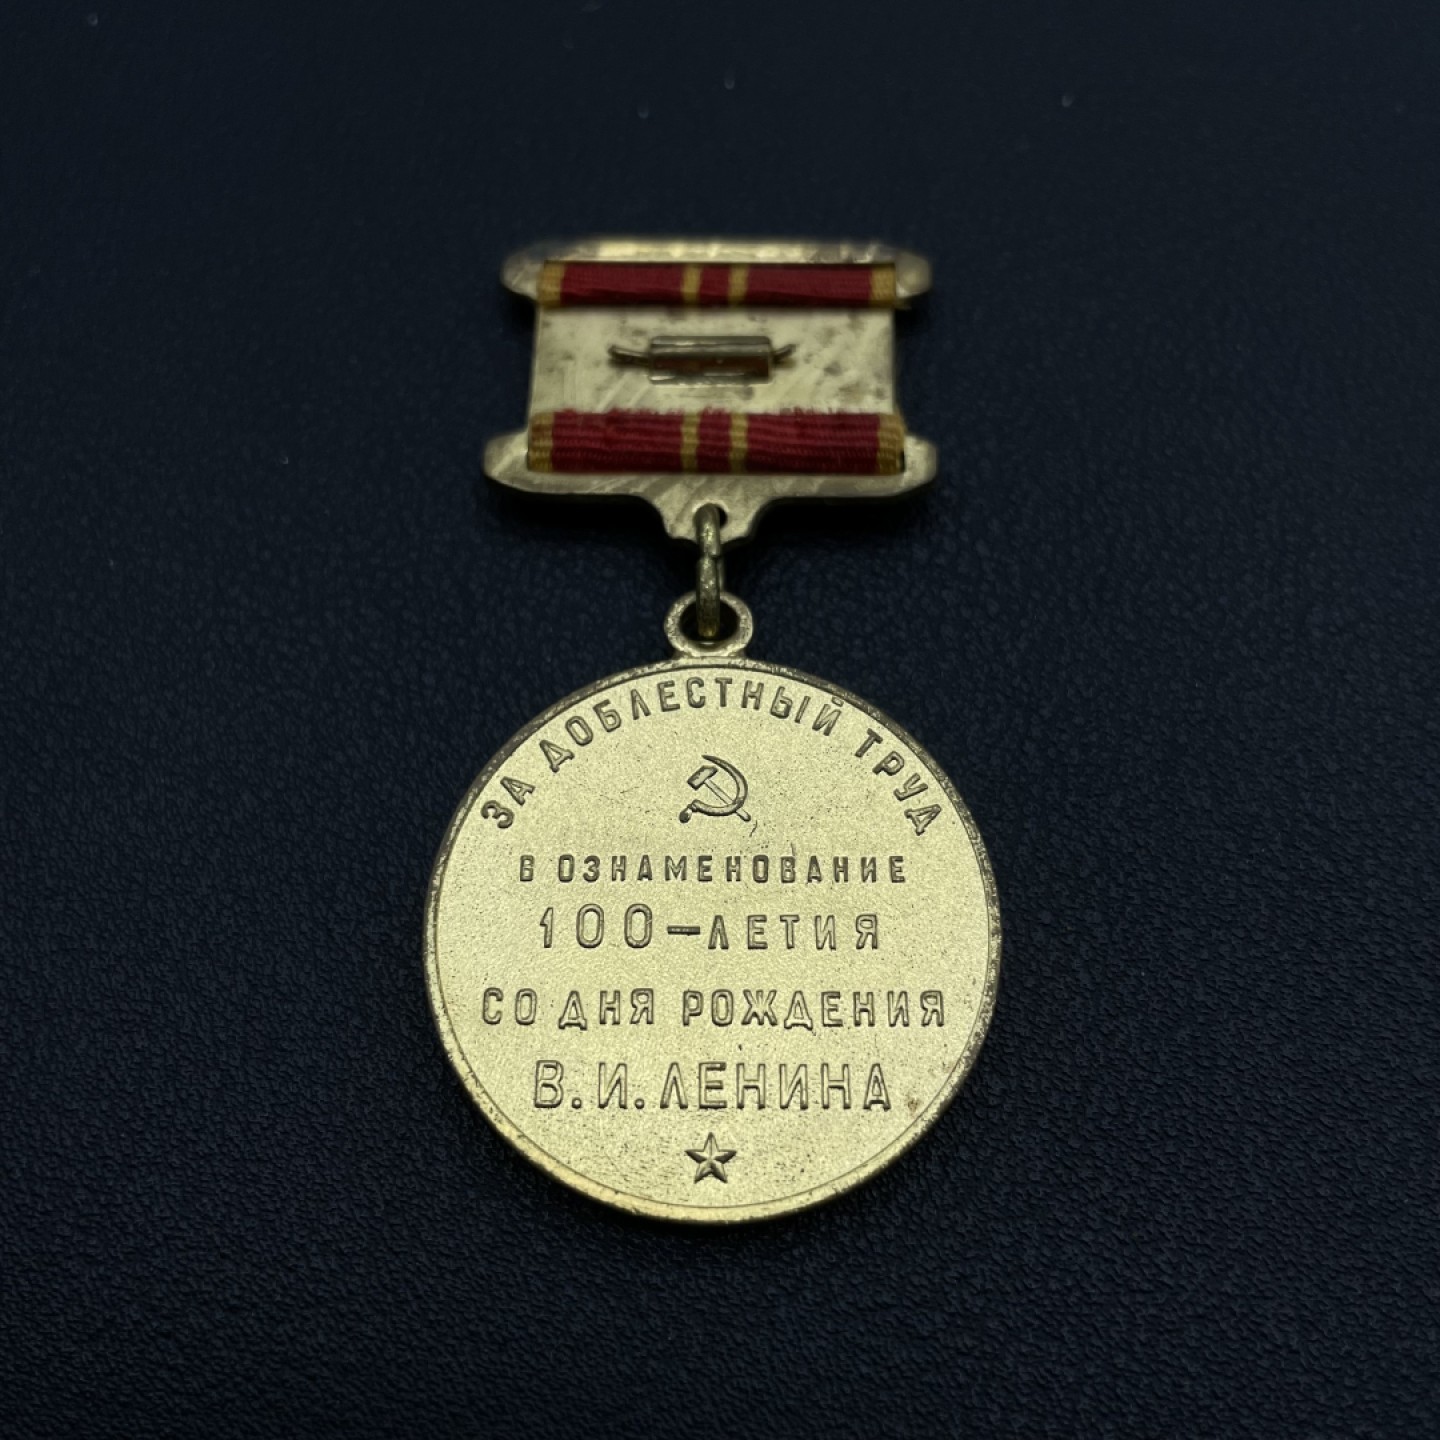 ЗА ДОБЛЕСТНЫЙ ТРУД
В ОЗНАМЕНОВАНИЕ
100-ЛЕТИЯ
СО ДНЯ РОЖДЕНИЯ
В.И. ЛЕНИНА